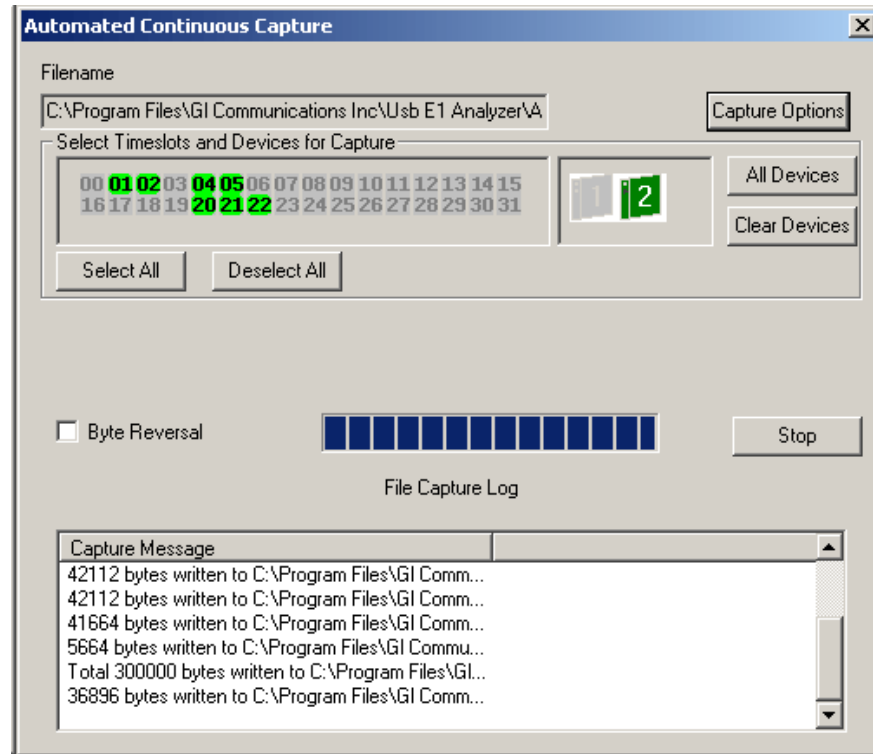 Automated Continuous Capture
Filename
C:\Program Files\GI Communications Inc\Usb E1 Analyzer\A
Capture Options
Select Timeslots and Devices for Capture
00 01 02 03 04 05 06 07 08 09 10 11 12 13 14 15
16 17 18 19 20 21 22 23 24 25 26 27 28 29 30 31
1 2
All Devices
Clear Devices
Select All Deselect All
Byte Reversal
Stop
File Capture Log
Capture Message
42112 bytes written to C:\Program Files\GI Comm...
42112 bytes written to C:\Program Files\GI Comm...
41664 bytes written to C:\Program Files\GI Comm...
5664 bytes written to C:\Program Files\GI Commu...
Total 300000 bytes written to C:\Program Files\GI...
36896 bytes written to C:\Program Files\GI Comm...